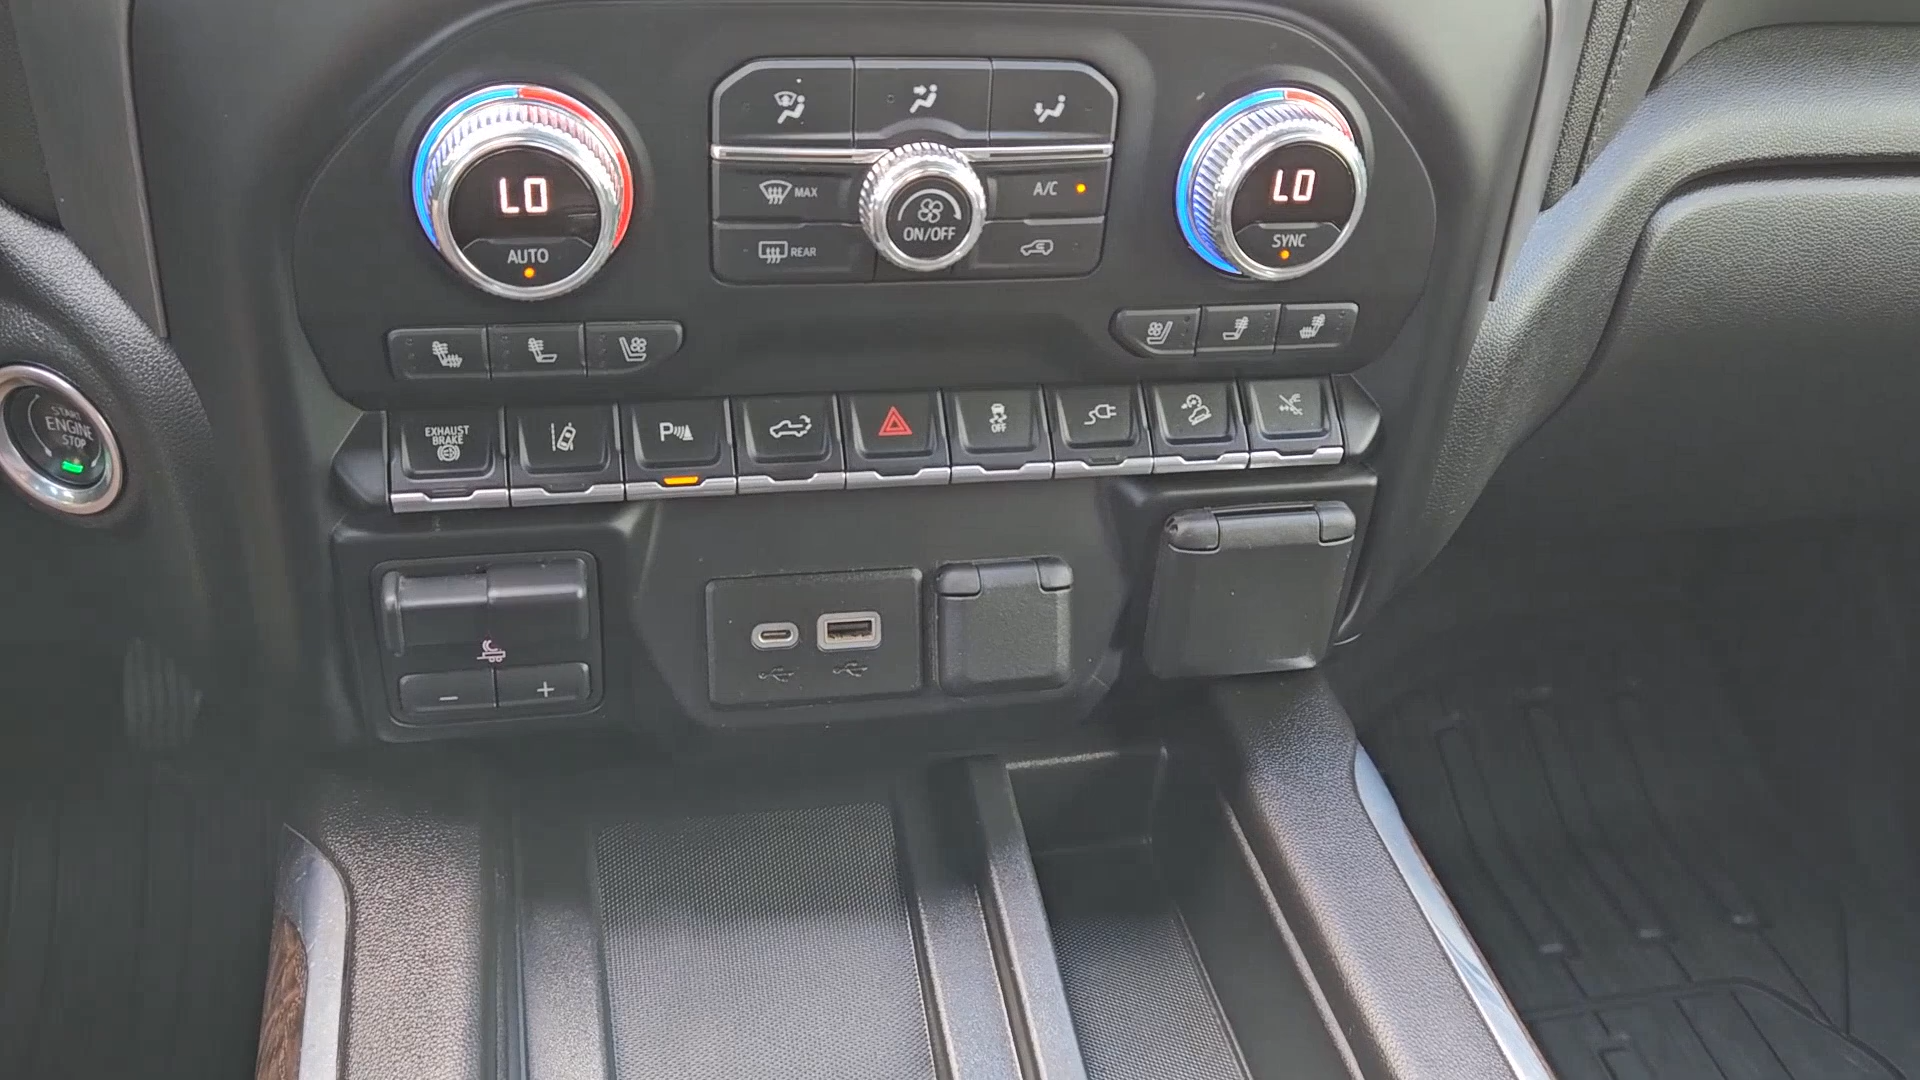 LO
AUTO
MAX
REAR
ON/OFF
A/C
LO
SYNC
START
ENGINE
STOP
EXHAUST
BRAKE
P
OFF
- +